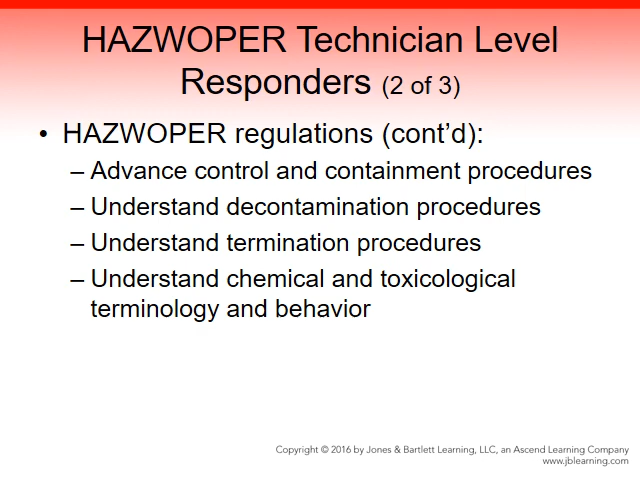 HAZWOPER Technician Level
Responders (2 of 3)
• HAZWOPER regulations (cont’d):
– Advance control and containment procedures
– Understand decontamination procedures
– Understand termination procedures
– Understand chemical and toxicological
terminology and behavior
Copyright © 2016 by Jones & Bartlett Learning, LLC, an Ascend Learning Company
www.jblearning.com